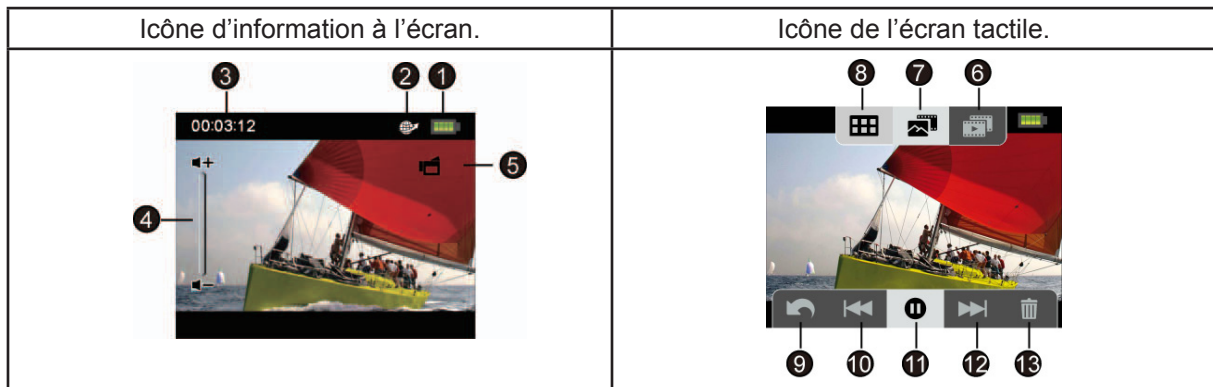 Icône d’information à l’écran.
Icône de l’écran tactile.
3 2 1
00:03:12
5
4
8 7 6
9 10 11 12 13